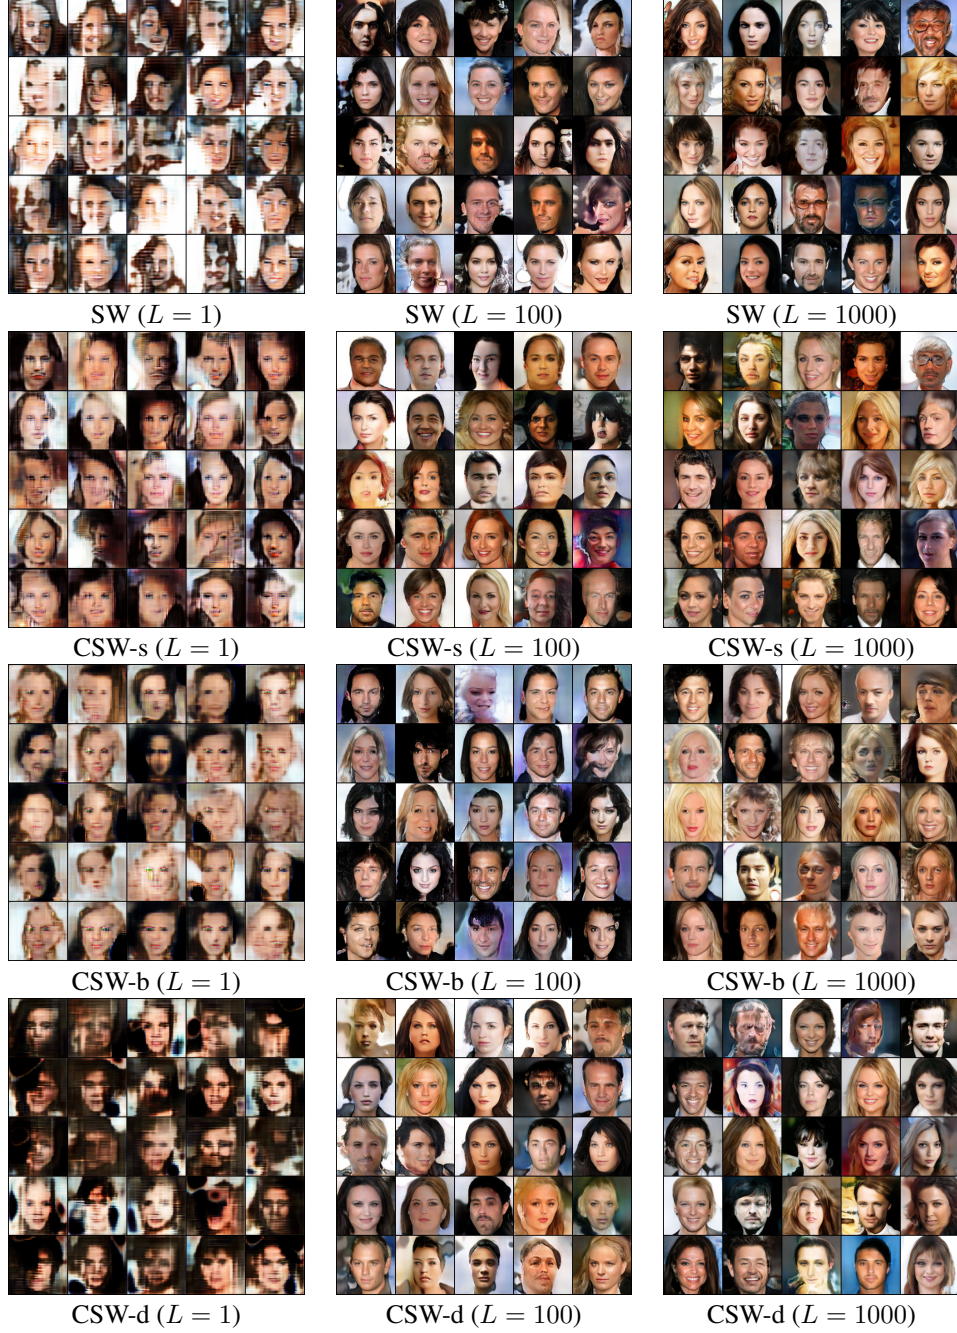 SW (L = 1)
SW (L = 100)
SW (L = 1000)
CSW-s (L = 1)
CSW-s (L = 100)
CSW-s (L = 1000)
CSW-b (L = 1)
CSW-b (L = 100)
CSW-b (L = 1000)
CSW-d (L = 1)
CSW-d (L = 100)
CSW-d (L = 1000)